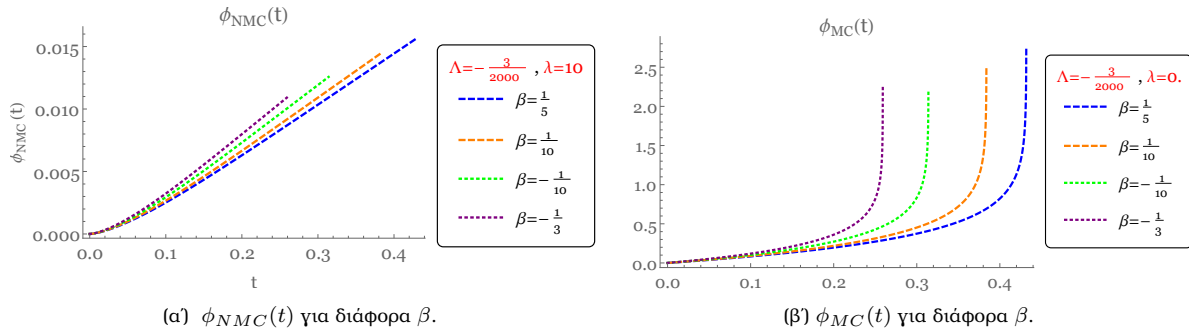 ϕNMC(t)
ϕNMC(t)
0.015
0.010
0.005
0.000
0.0 0.1 0.2 0.3 0.4
t
Λ=- 3/2000 , λ=10
β= 1/5
β= 1/10
β=- 1/10
β=- 1/3
(αʹ) ϕNMC(t) για διάφορα β.
ϕMC(t)
2.5
2.0
1.5
1.0
0.5
0.0
0.0 0.1 0.2 0.3 0.4
Λ=- 3/2000 , λ=0.
β= 1/5
β= 1/10
β=- 1/10
β=- 1/3
(βʹ) ϕMC(t) για διάφορα β.